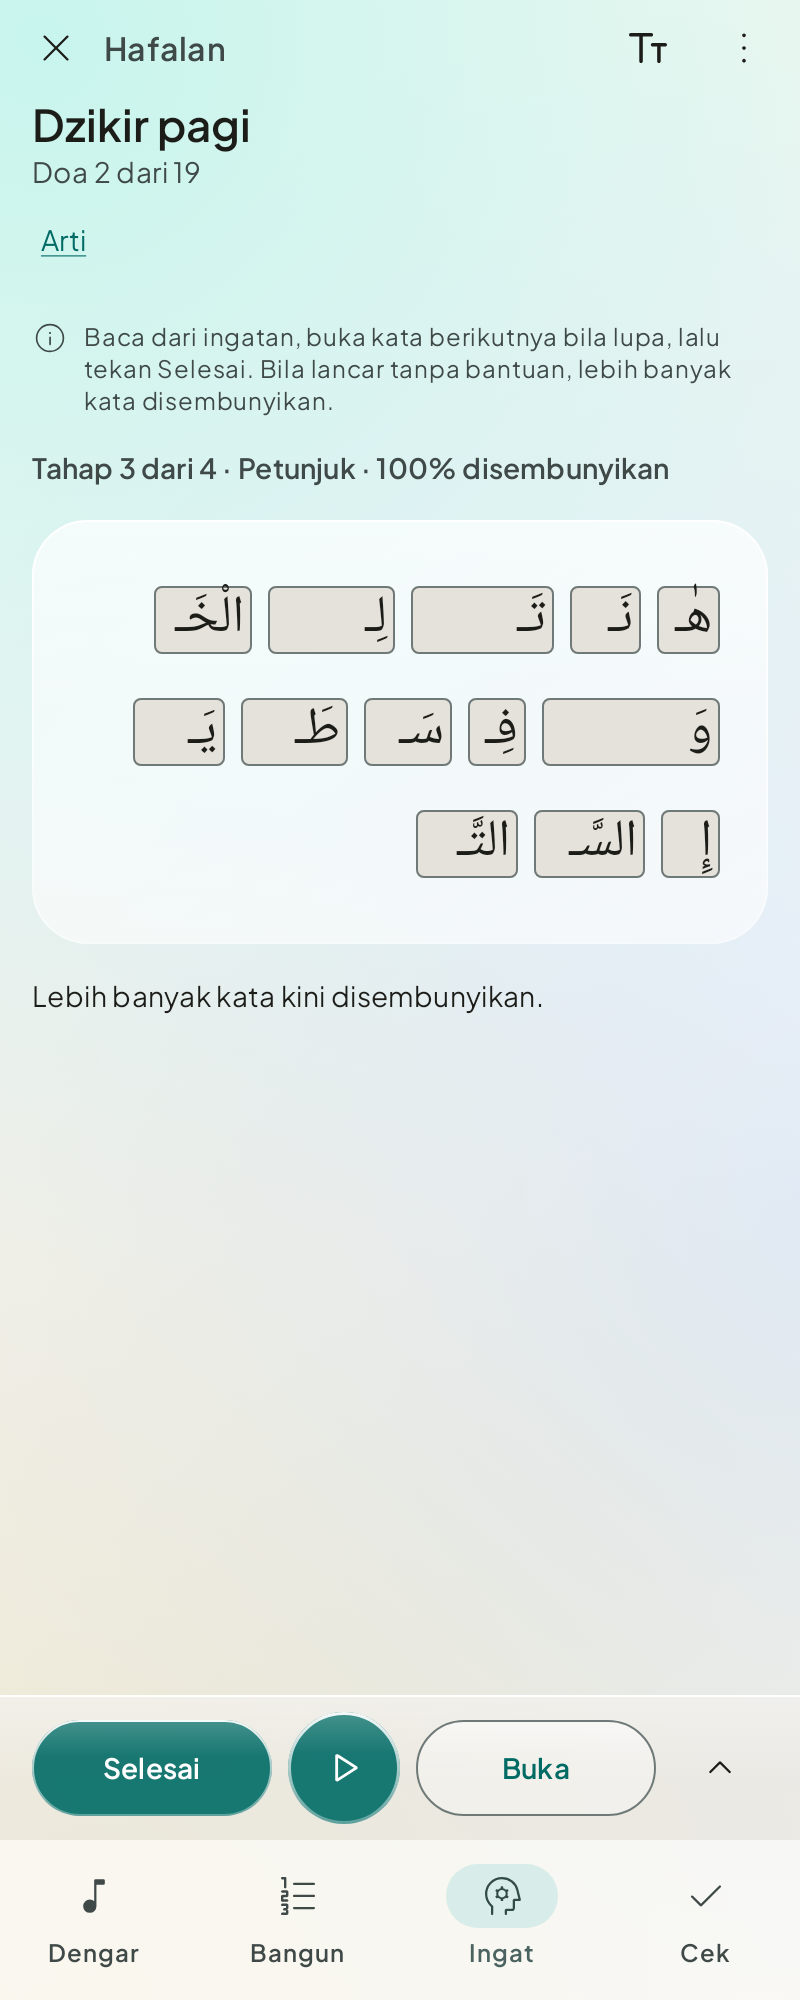 Hafalan
Dzikir pagi
Doa 2 dari 19
Arti
Baca dari ingatan, buka kata berikutnya bila lupa, lalu
tekan Selesai. Bila lancar tanpa bantuan, lebih banyak
kata disembunyikan.
Tahap 3 dari 4 · Petunjuk · 100% disembunyikan
هٰـ نَـ تَـ لِـ الْخَـ
وَ فِـ سَـ طَـ يَـ
إِ السَّـ التَّـ
Lebih banyak kata kini disembunyikan.
Selesai Buka
Dengar Bangun Ingat Cek